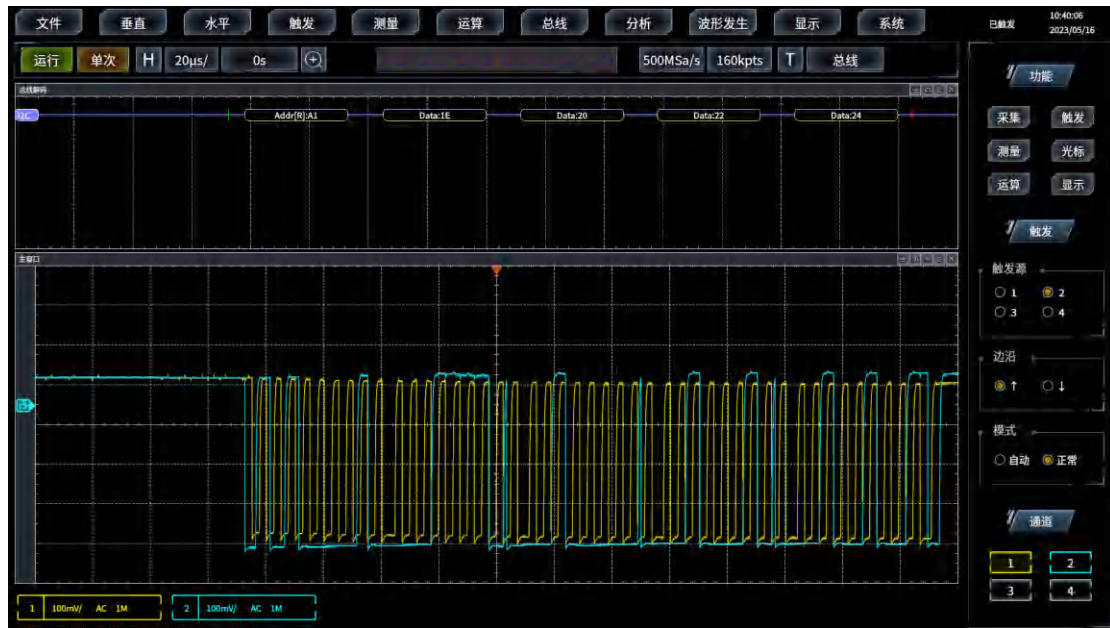 文件 垂直 水平 触发 测量 运算 总线 分析 波形发生 显示 系统 已触发 10:40:06
2023/05/16
运行 单次 H 20μs/ 0s 500MSa/s 160kpts T 总线
总线解码
I2C Addr[R]:A1 Data:1E Data:20 Data:22 Data:24
主窗口
功能
采集 触发
测量 光标
运算 显示
触发
触发源
1 2
3 4
边沿
↑ ↓
模式
自动 正常
通道
1 2
3 4
1 100mV/ AC 1M 2 100mV/ AC 1M